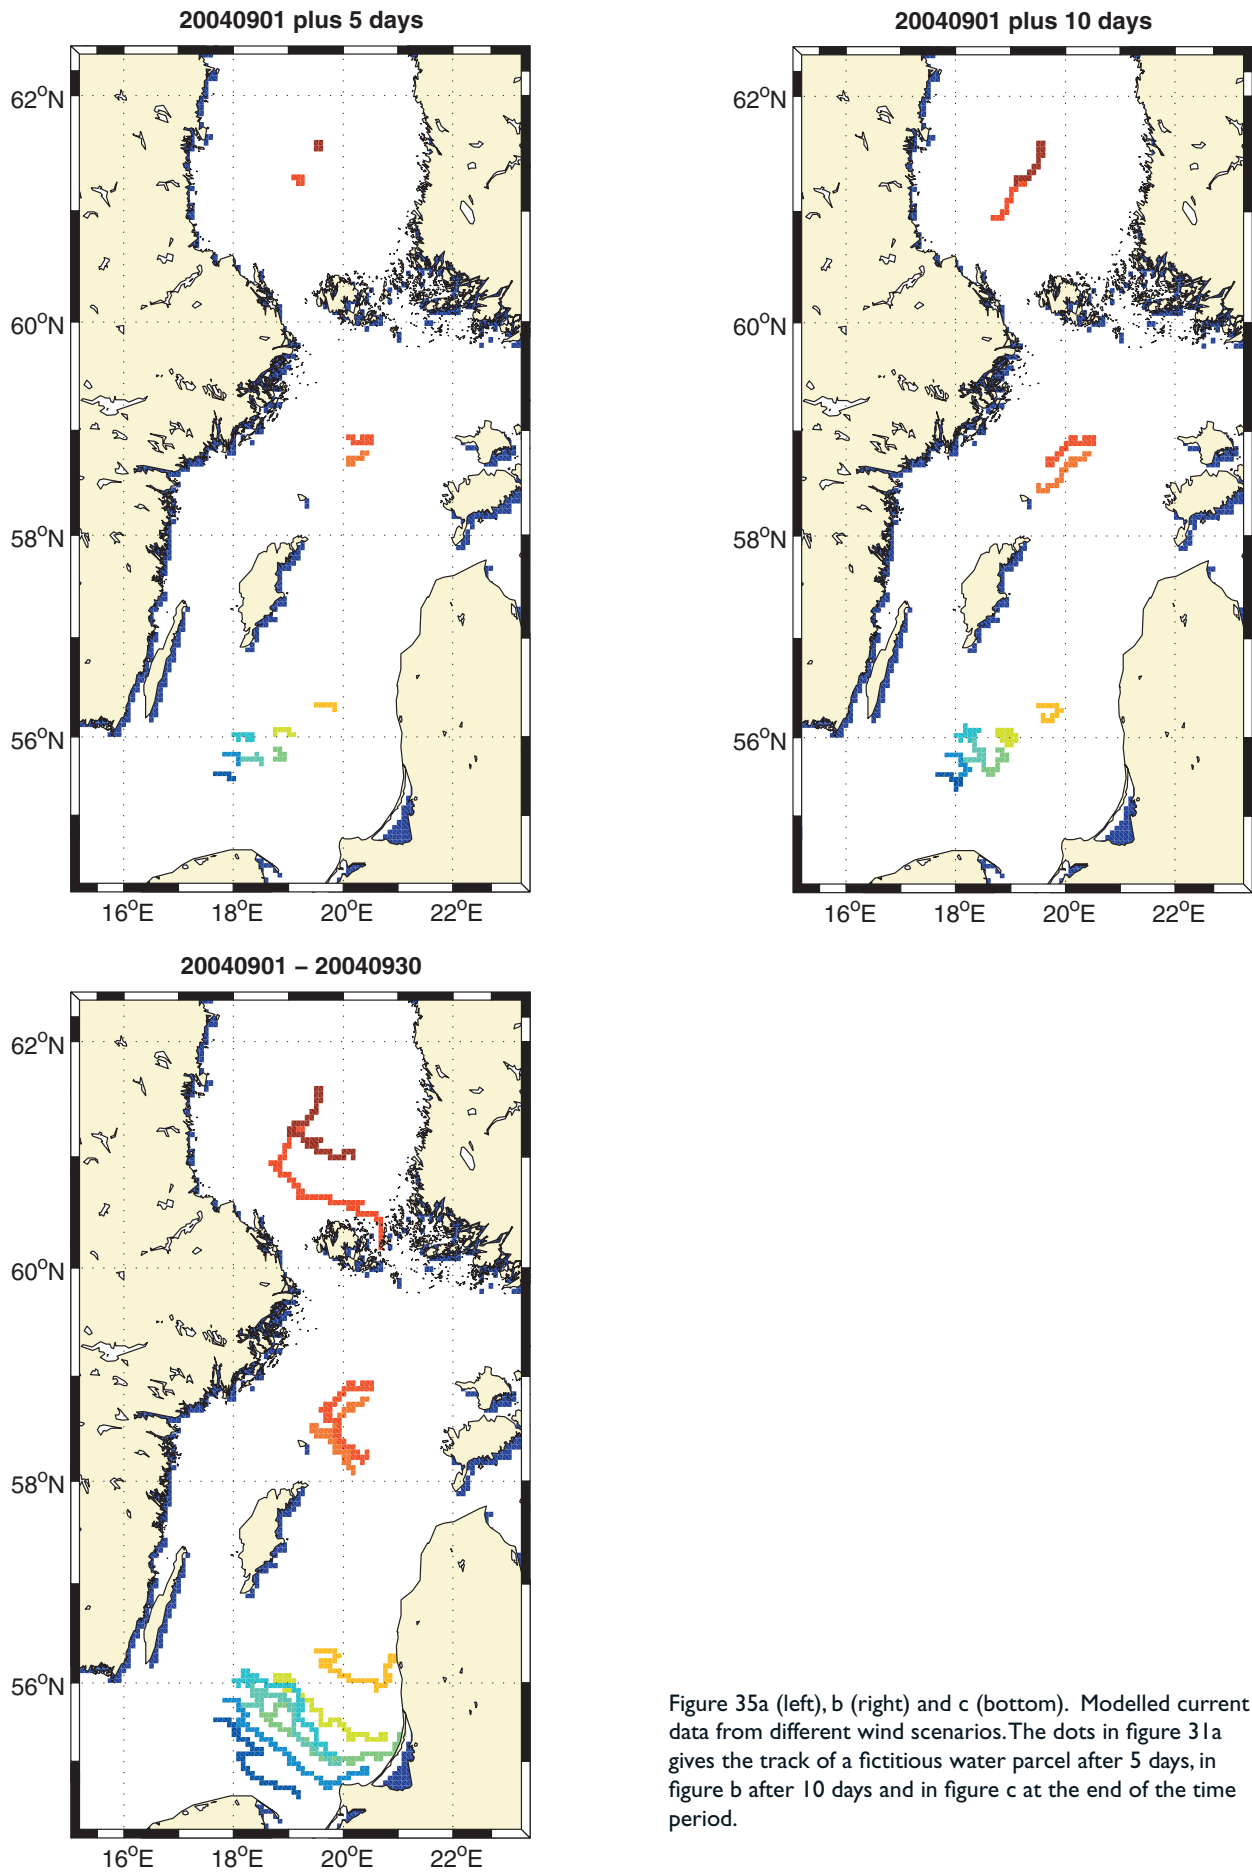 20040901 plus 5 days
62°N
60°N
58°N
56°N
16°E 18°E 20°E 22°E
20040901 plus 10 days
62°N
60°N
58°N
56°N
16°E 18°E 20°E 22°E
20040901 – 20040930
62°N
60°N
58°N
56°N
16°E 18°E 20°E 22°E
Figure 35a (left), b (right) and c (bottom). Modelled current
data from different wind scenarios. The dots in figure 31a
gives the track of a fictitious water parcel after 5 days, in
figure b after 10 days and in figure c at the end of the time
period.